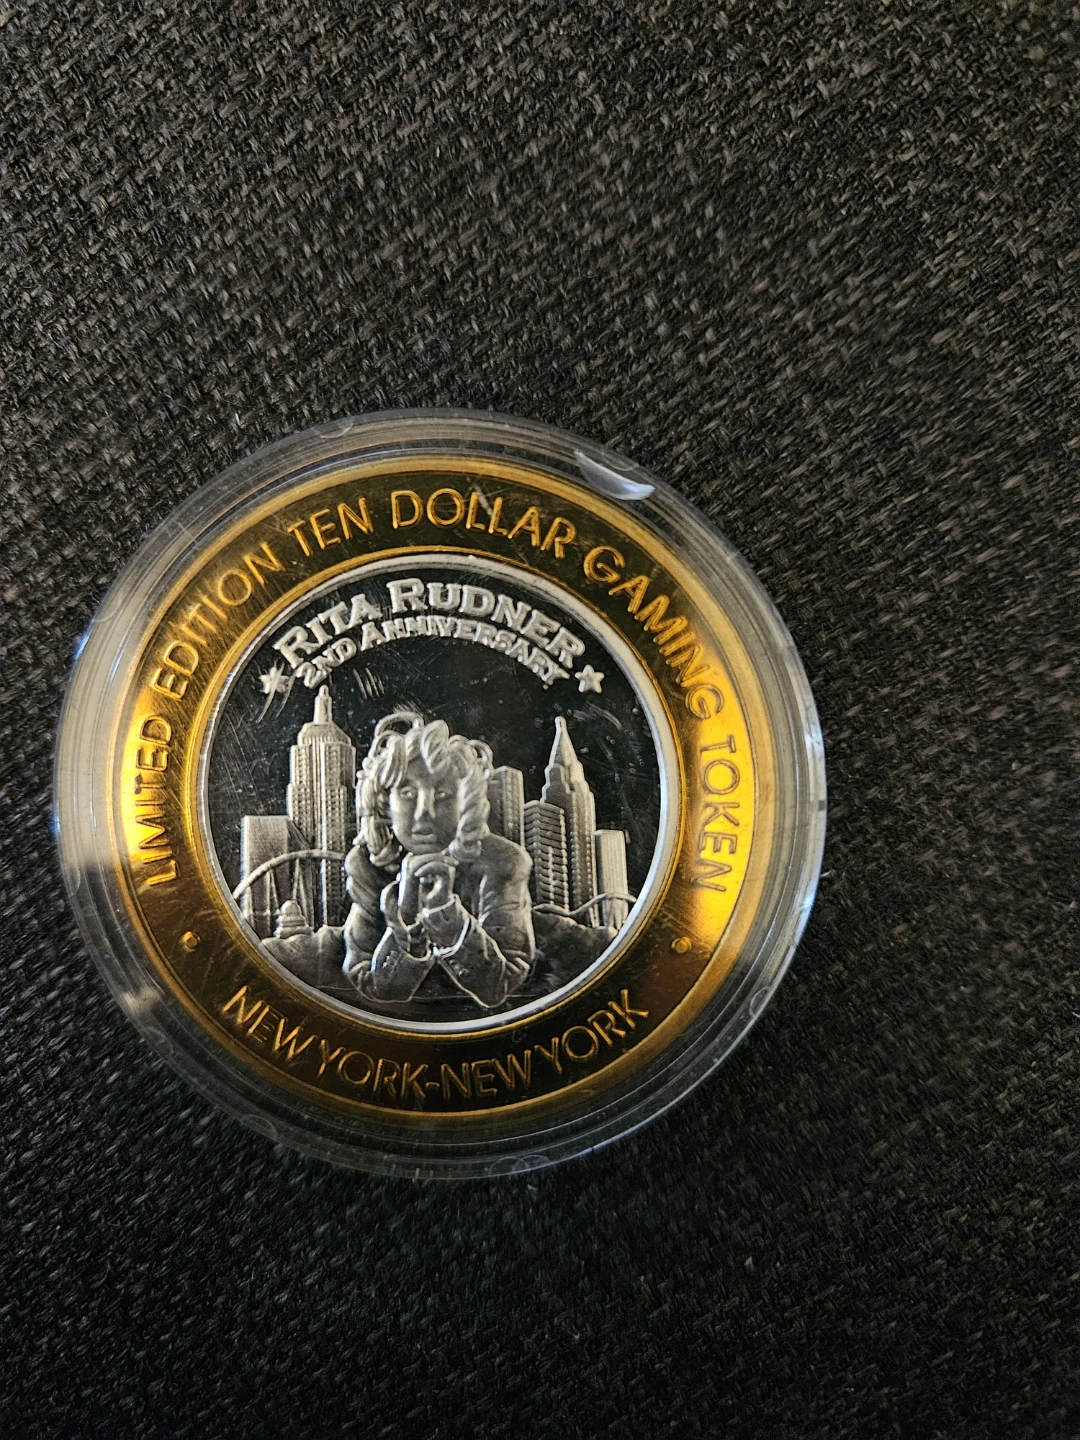 LIMITED EDITION TEN DOLLAR GAMING TOKEN
RITA RUDNER
2ND ANNIVERSARY
NEW YORK-NEW YORK